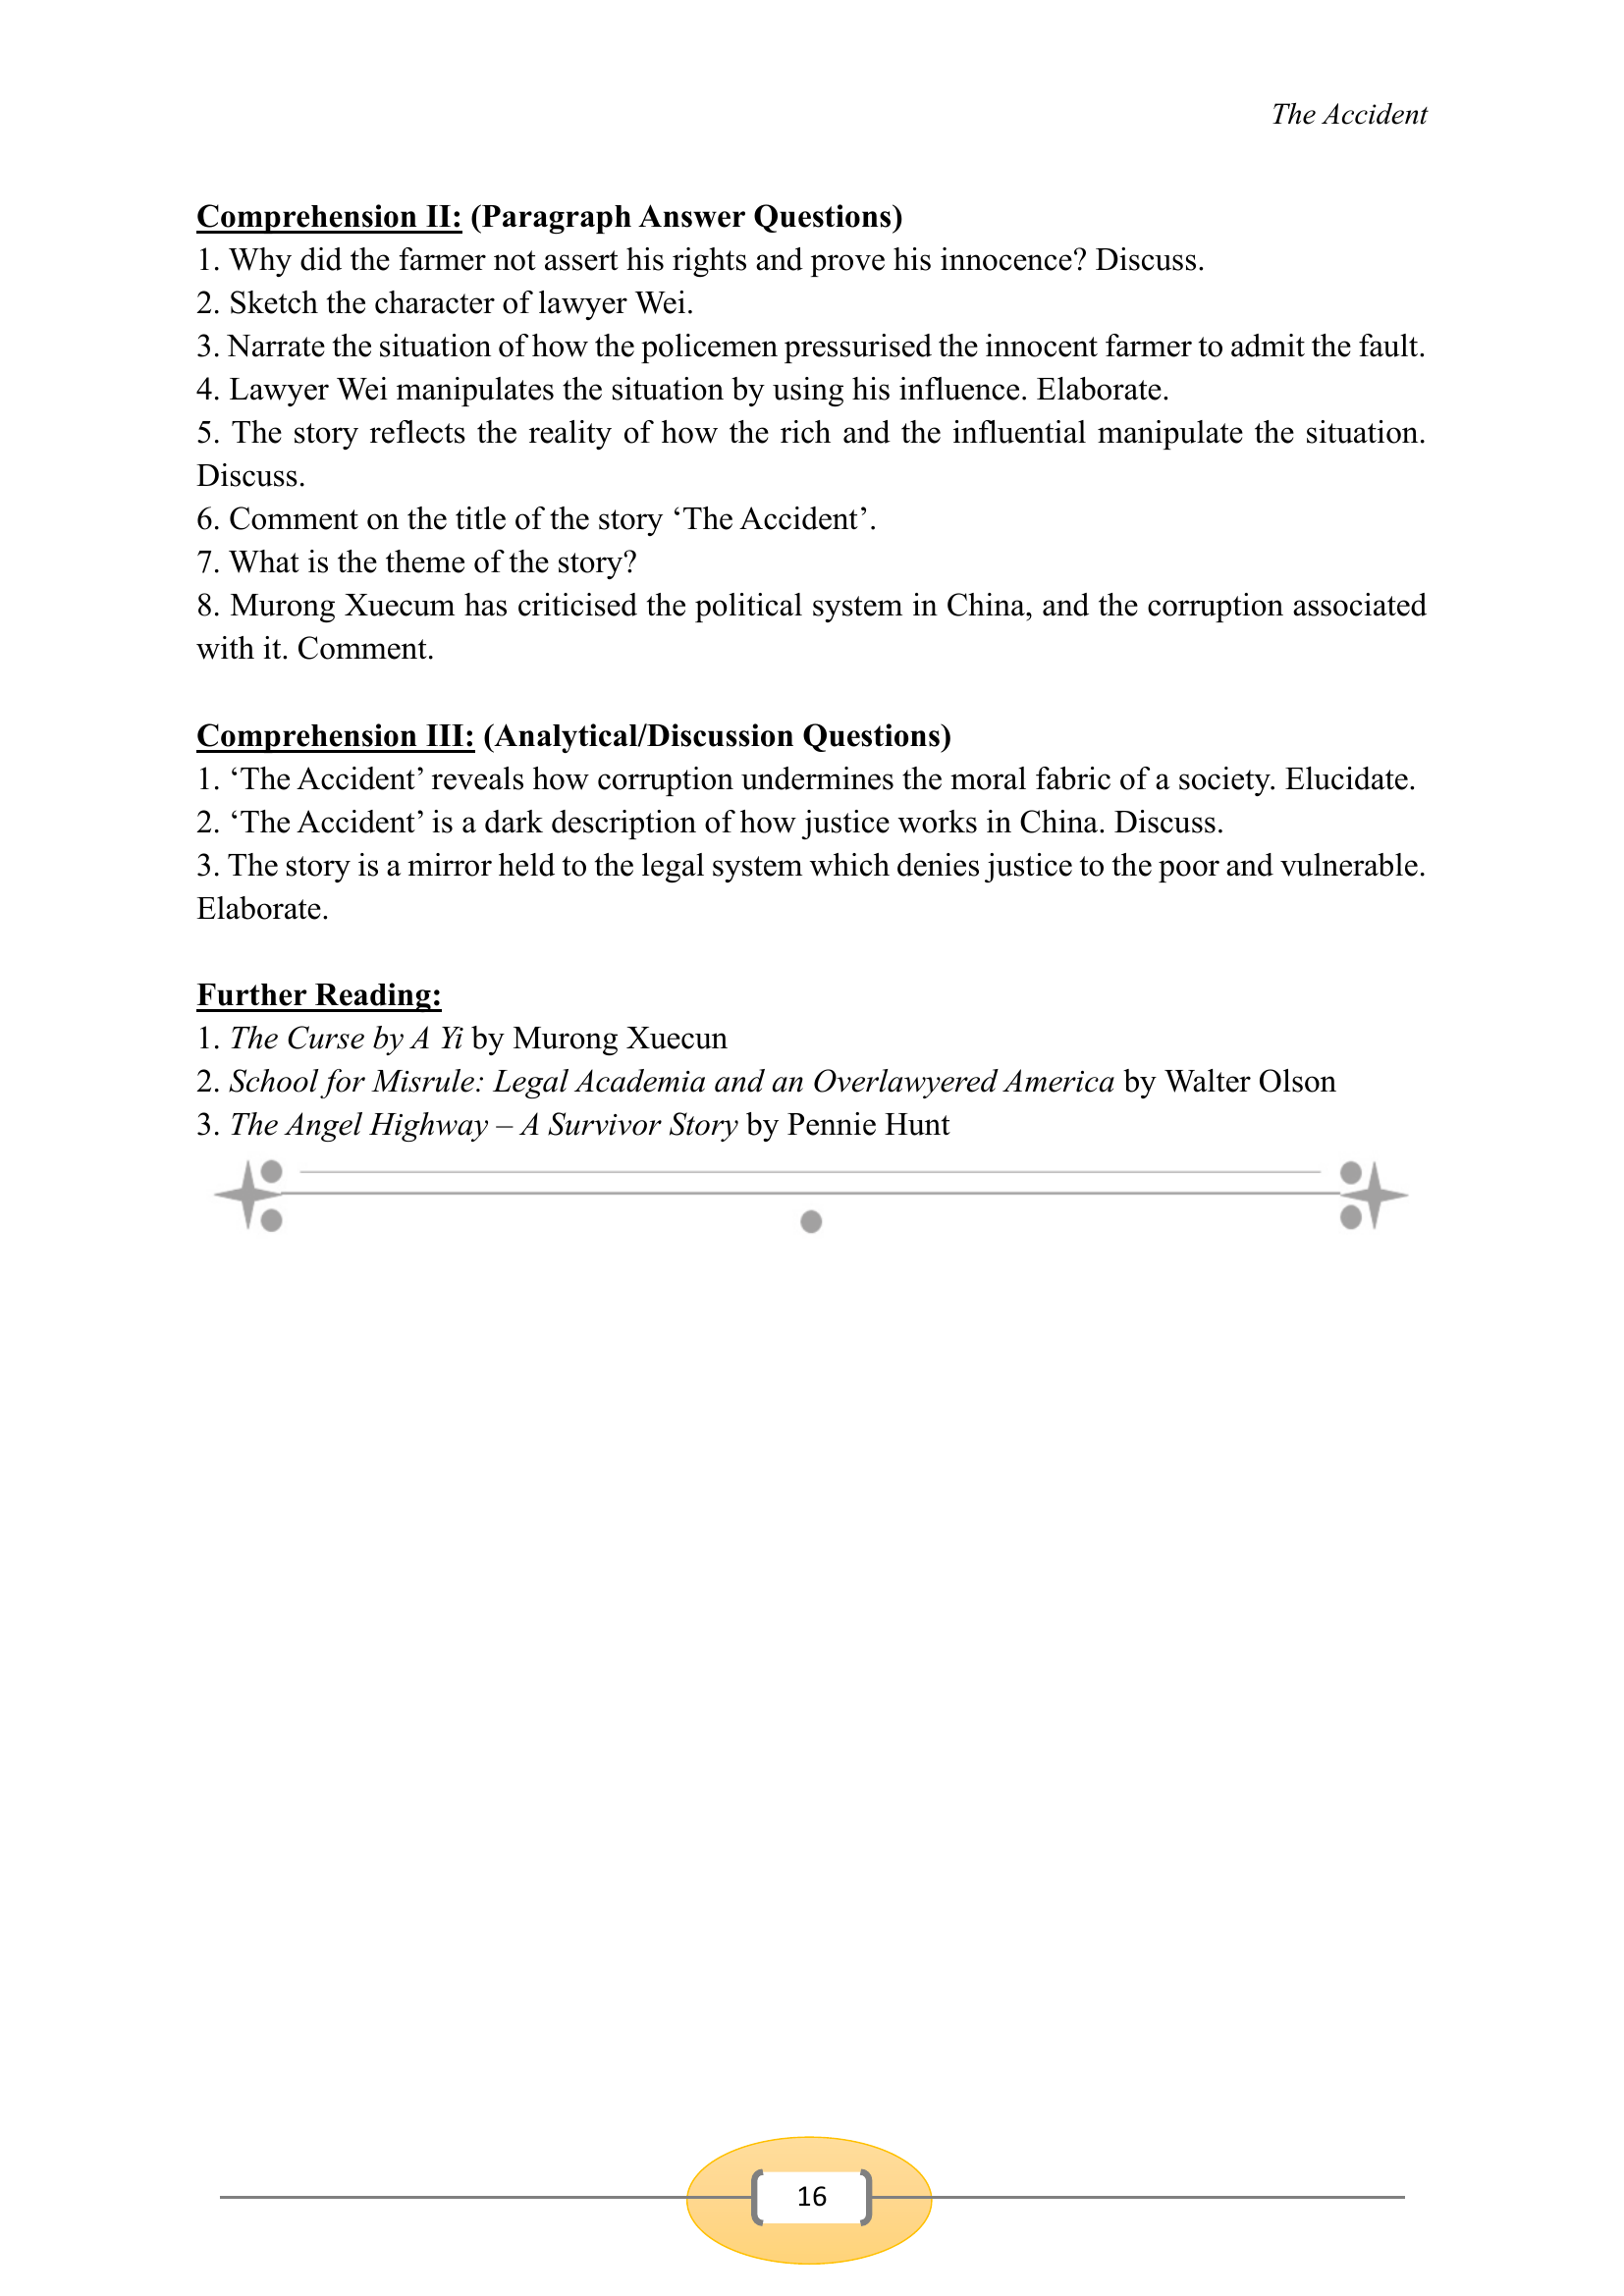 The Accident
Comprehension II: (Paragraph Answer Questions)
1. Why did the farmer not assert his rights and prove his innocence? Discuss.
2. Sketch the character of lawyer Wei.
3. Narrate the situation of how the policemen pressurised the innocent farmer to admit the fault.
4. Lawyer Wei manipulates the situation by using his influence. Elaborate.
5. The story reflects the reality of how the rich and the influential manipulate the situation.
Discuss.
6. Comment on the title of the story ‘The Accident’.
7. What is the theme of the story?
8. Murong Xuecum has criticised the political system in China, and the corruption associated
with it. Comment.
Comprehension III: (Analytical/Discussion Questions)
1. ‘The Accident’ reveals how corruption undermines the moral fabric of a society. Elucidate.
2. ‘The Accident’ is a dark description of how justice works in China. Discuss.
3. The story is a mirror held to the legal system which denies justice to the poor and vulnerable.
Elaborate.
Further Reading:
1. The Curse by A Yi by Murong Xuecun
2. School for Misrule: Legal Academia and an Overlawyered America by Walter Olson
3. The Angel Highway – A Survivor Story by Pennie Hunt
16